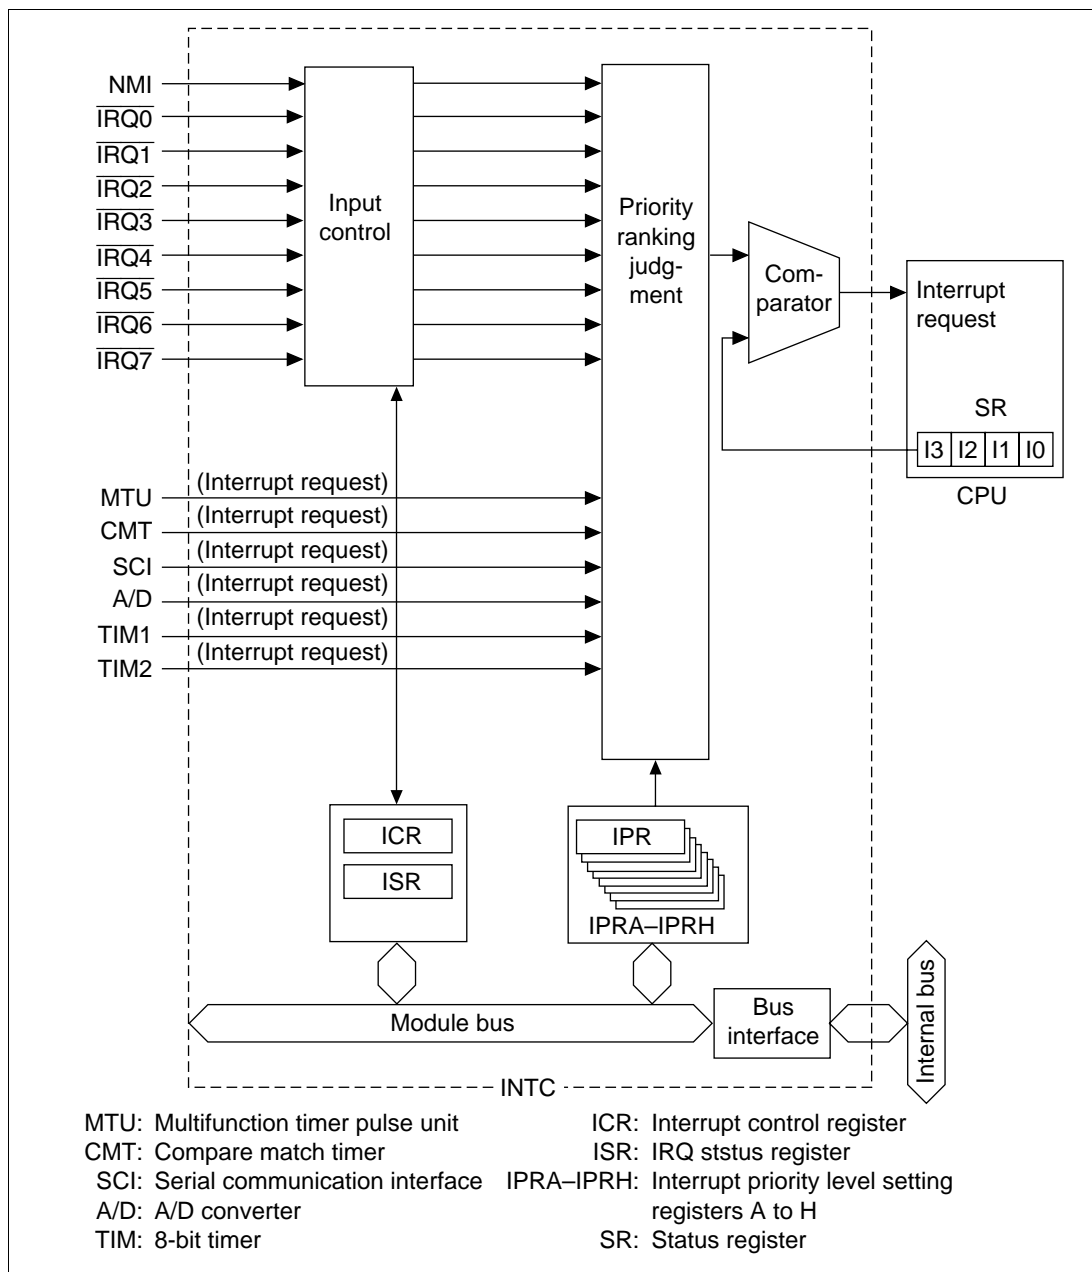 NMI
IRQ0
IRQ1
IRQ2
IRQ3
IRQ4
IRQ5
IRQ6
IRQ7
Input
control
Priority
ranking
judg-
ment
Com-
parator
Interrupt
request
SR
I3 I2 I1 I0
CPU
MTU (Interrupt request)
CMT (Interrupt request)
SCI (Interrupt request)
A/D (Interrupt request)
TIM1 (Interrupt request)
TIM2 (Interrupt request)
ICR
ISR
IPR
IPRA–IPRH
Module bus
Bus
interface
Internal bus
INTC
MTU: Multifunction timer pulse unit
CMT: Compare match timer
SCI: Serial communication interface
A/D: A/D converter
TIM: 8-bit timer
ICR: Interrupt control register
ISR: IRQ ststus register
IPRA–IPRH: Interrupt priority level setting
registers A to H
SR: Status register